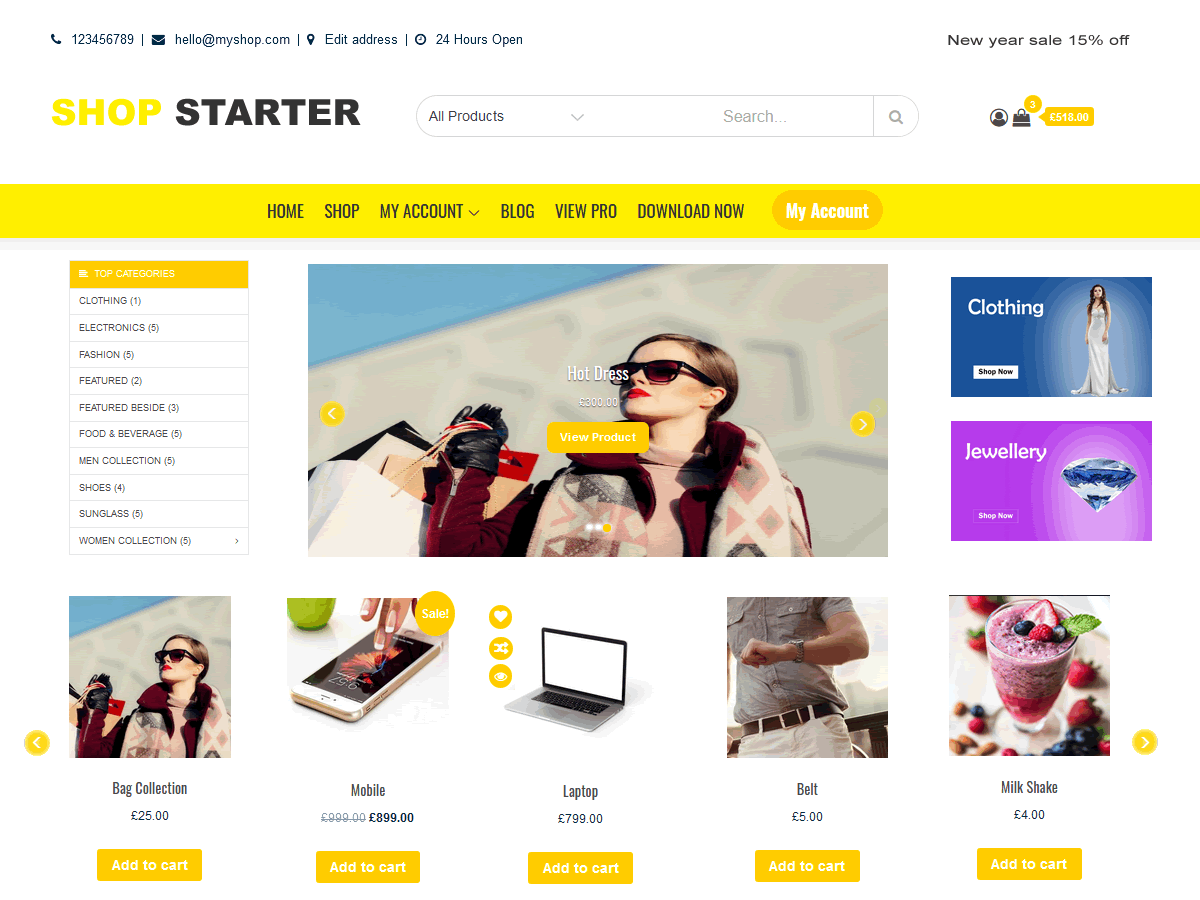 123456789 | hello@myshop.com | Edit address | 24 Hours Open
New year sale 15% off
SHOP STARTER
All Products
Search...
3
£518.00
HOME SHOP MY ACCOUNT BLOG VIEW PRO DOWNLOAD NOW My Account
TOP CATEGORIES
CLOTHING (1)
ELECTRONICS (5)
FASHION (5)
FEATURED (2)
FEATURED BESIDE (3)
FOOD & BEVERAGE (5)
MEN COLLECTION (5)
SHOES (4)
SUNGLASS (5)
WOMEN COLLECTION (5)
Hot Dress
£300.00
View Product
Clothing
Shop Now
Jewellery
Shop Now
Bag Collection
£25.00
Add to cart
Sale!
Mobile
£999.00 £899.00
Add to cart
Laptop
£799.00
Add to cart
Belt
£5.00
Add to cart
Milk Shake
£4.00
Add to cart